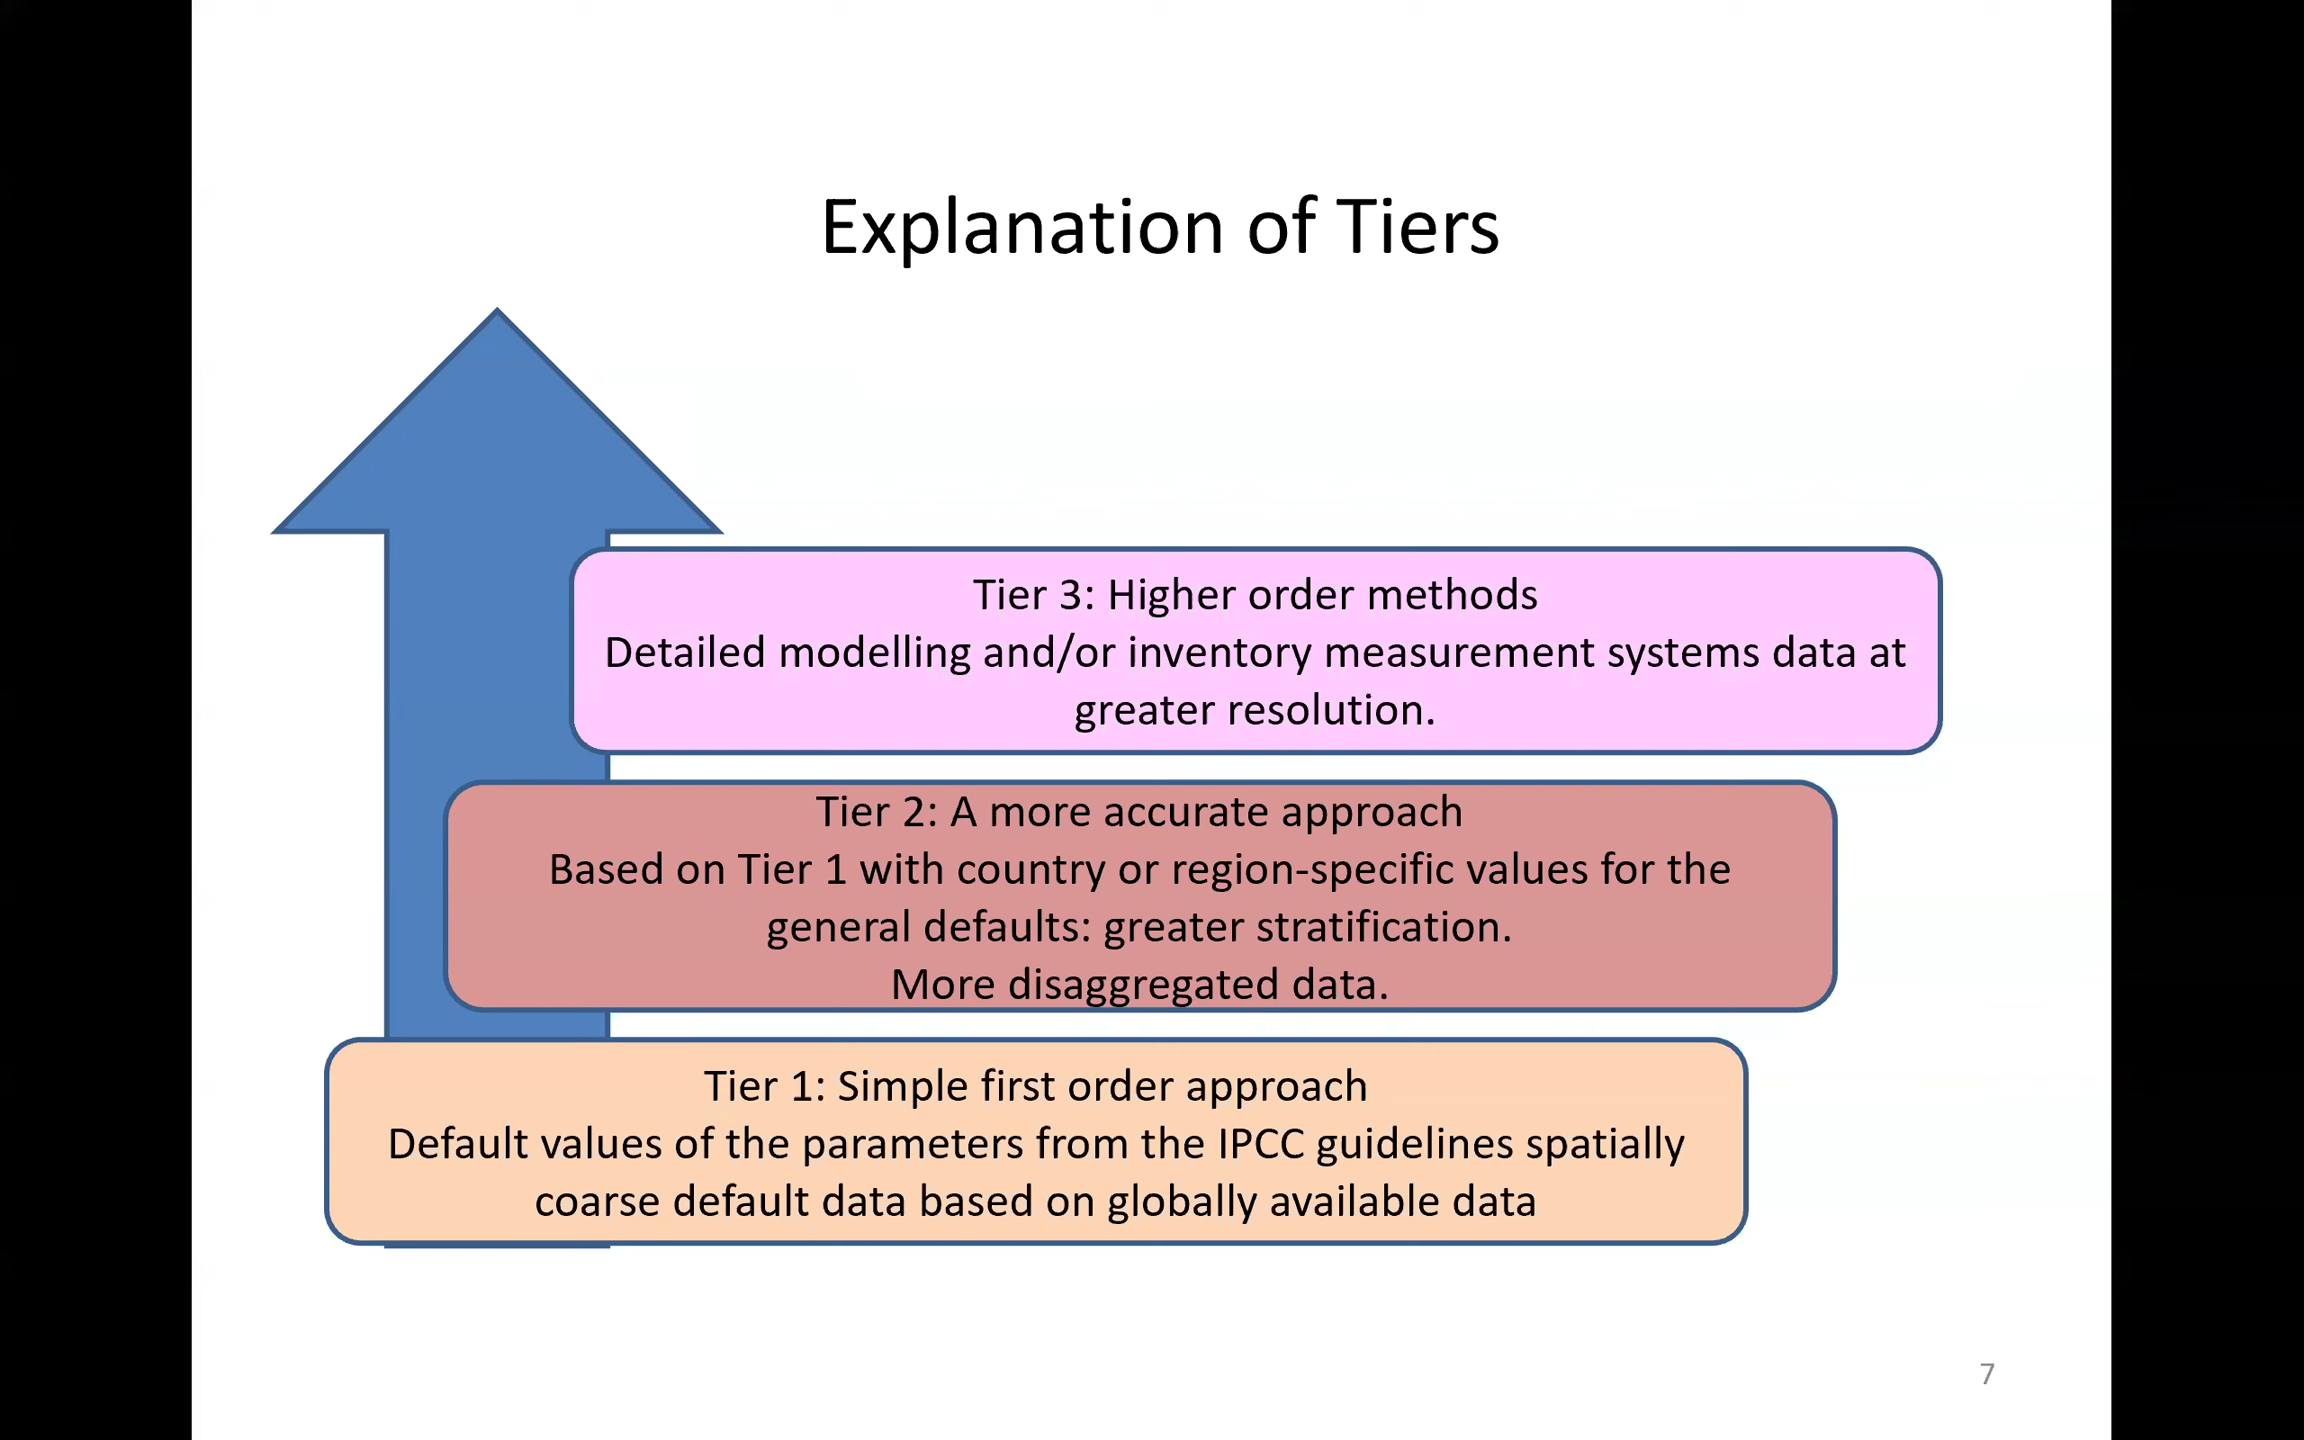 Explanation of Tiers
Tier 3: Higher order methods
Detailed modelling and/or inventory measurement systems data at
greater resolution.
Tier 2: A more accurate approach
Based on Tier 1 with country or region-specific values for the
general defaults: greater stratification.
More disaggregated data.
Tier 1: Simple first order approach
Default values of the parameters from the IPCC guidelines spatially
coarse default data based on globally available data
7